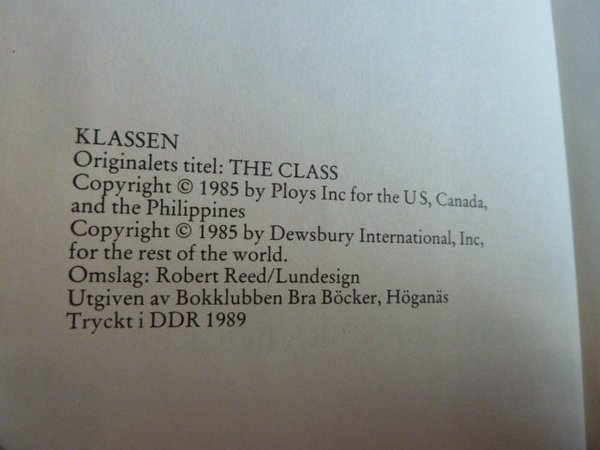 KLASSEN
Originalets titel: THE CLASS
Copyright © 1985 by Ploys Inc for the US, Canada,
and the Philippines
Copyright © 1985 by Dewsbury International, Inc,
for the rest of the world.
Omslag: Robert Reed/Lundesign
Utgiven av Bokklubben Bra Böcker, Höganäs
Tryckt i DDR 1989